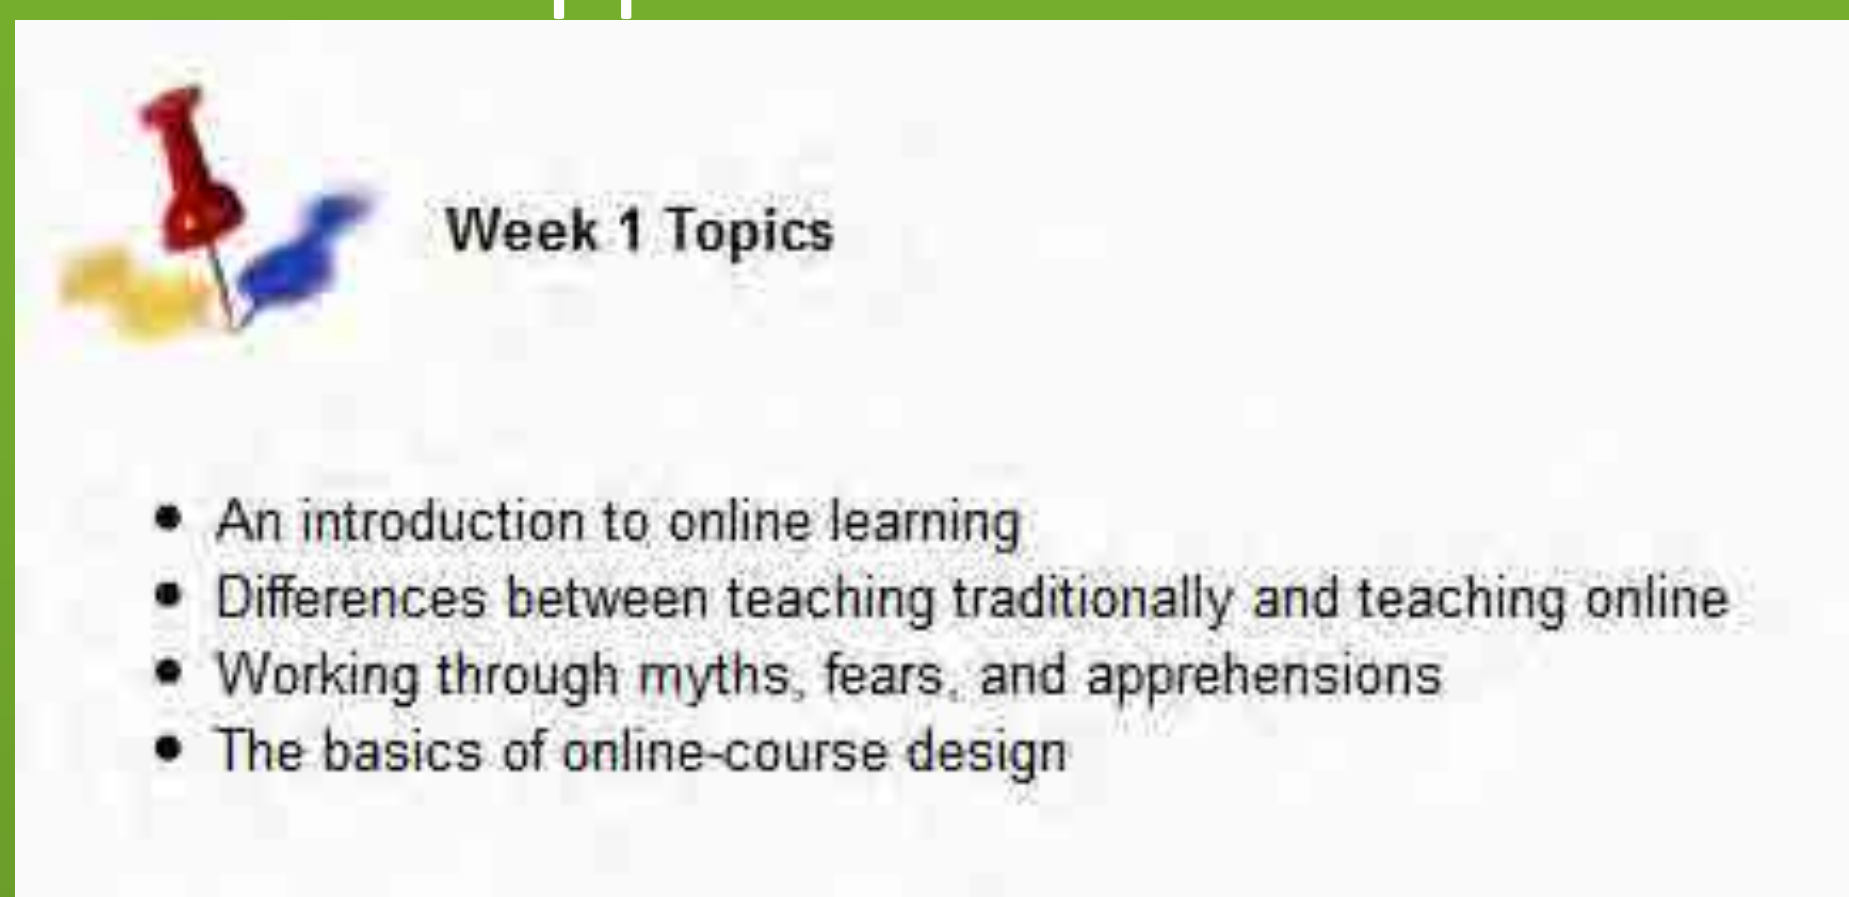 Week 1 Topics
• An introduction to online learning
• Differences between teaching traditionally and teaching online
• Working through myths, fears, and apprehensions
• The basics of online-course design